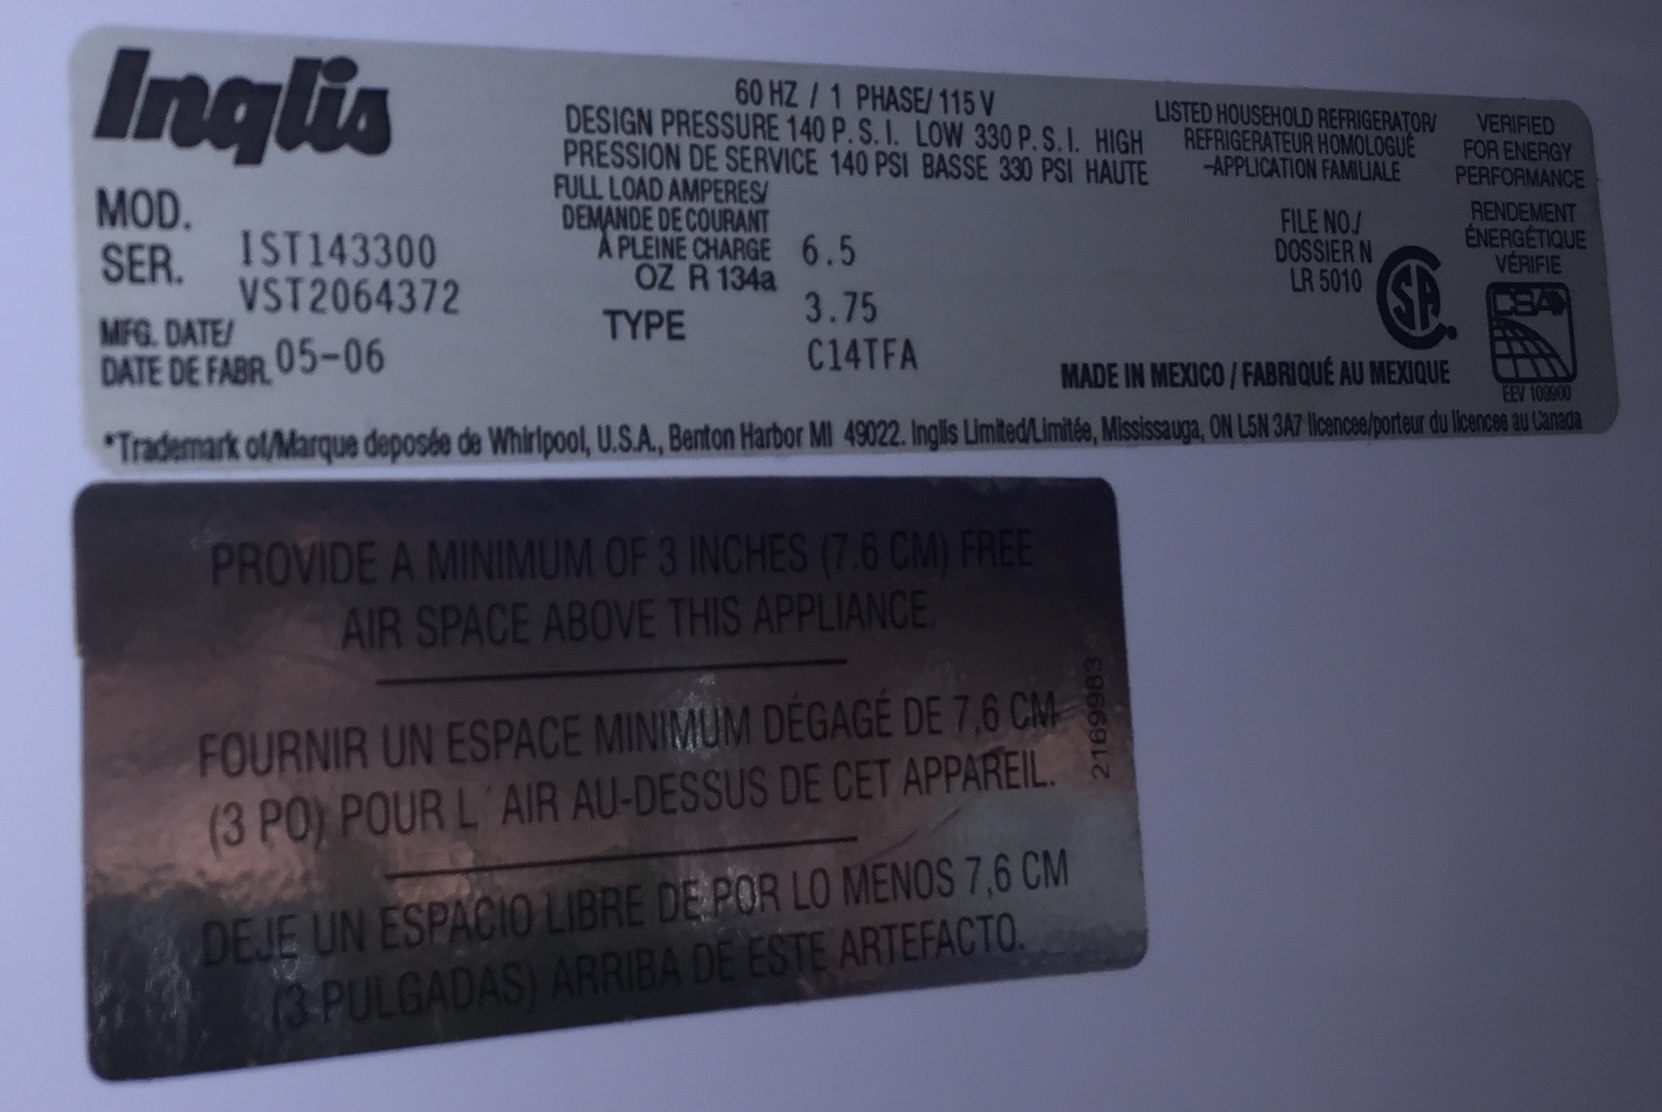 Inglis
MOD. IST143300
SER. VST2064372
MFG. DATE/
DATE DE FABR. 05-06
60 HZ / 1 PHASE/ 115 V
DESIGN PRESSURE 140 P.S.I. LOW 330 P.S.I. HIGH
PRESSION DE SERVICE 140 PSI BASSE 330 PSI HAUTE
FULL LOAD AMPERES/
DEMANDE DE COURANT
À PLEINE CHARGE 6.5
OZ R 134a 3.75
TYPE C14TFA
LISTED HOUSEHOLD REFRIGERATOR/
REFRIGERATEUR HOMOLOGUÉ
-APPLICATION FAMILIALE
FILE NO./
DOSSIER N
LR 5010
SA
VERIFIED
FOR ENERGY
PERFORMANCE
RENDEMENT
ÉNERGÉTIQUE
VÉRIFIE
EEV 109900
MADE IN MEXICO / FABRIQUÉ AU MEXIQUE
*Trademark of/Marque deposée de Whirlpool, U.S.A., Benton Harbor MI 49022. Inglis Limited/Limitée, Mississauga, ON L5N 3A7 licencee/porteur du licencee au Canada
PROVIDE A MINIMUM OF 3 INCHES (7.6 CM) FREE
AIR SPACE ABOVE THIS APPLIANCE.
FOURNIR UN ESPACE MINIMUM DÉGAGÉ DE 7,6 CM
(3 PO) POUR L'AIR AU-DESSUS DE CET APPAREIL.
DEJE UN ESPACIO LIBRE DE POR LO MENOS 7,6 CM
(3 PULGADAS) ARRIBA DE ESTE ARTEFACTO.
2169983